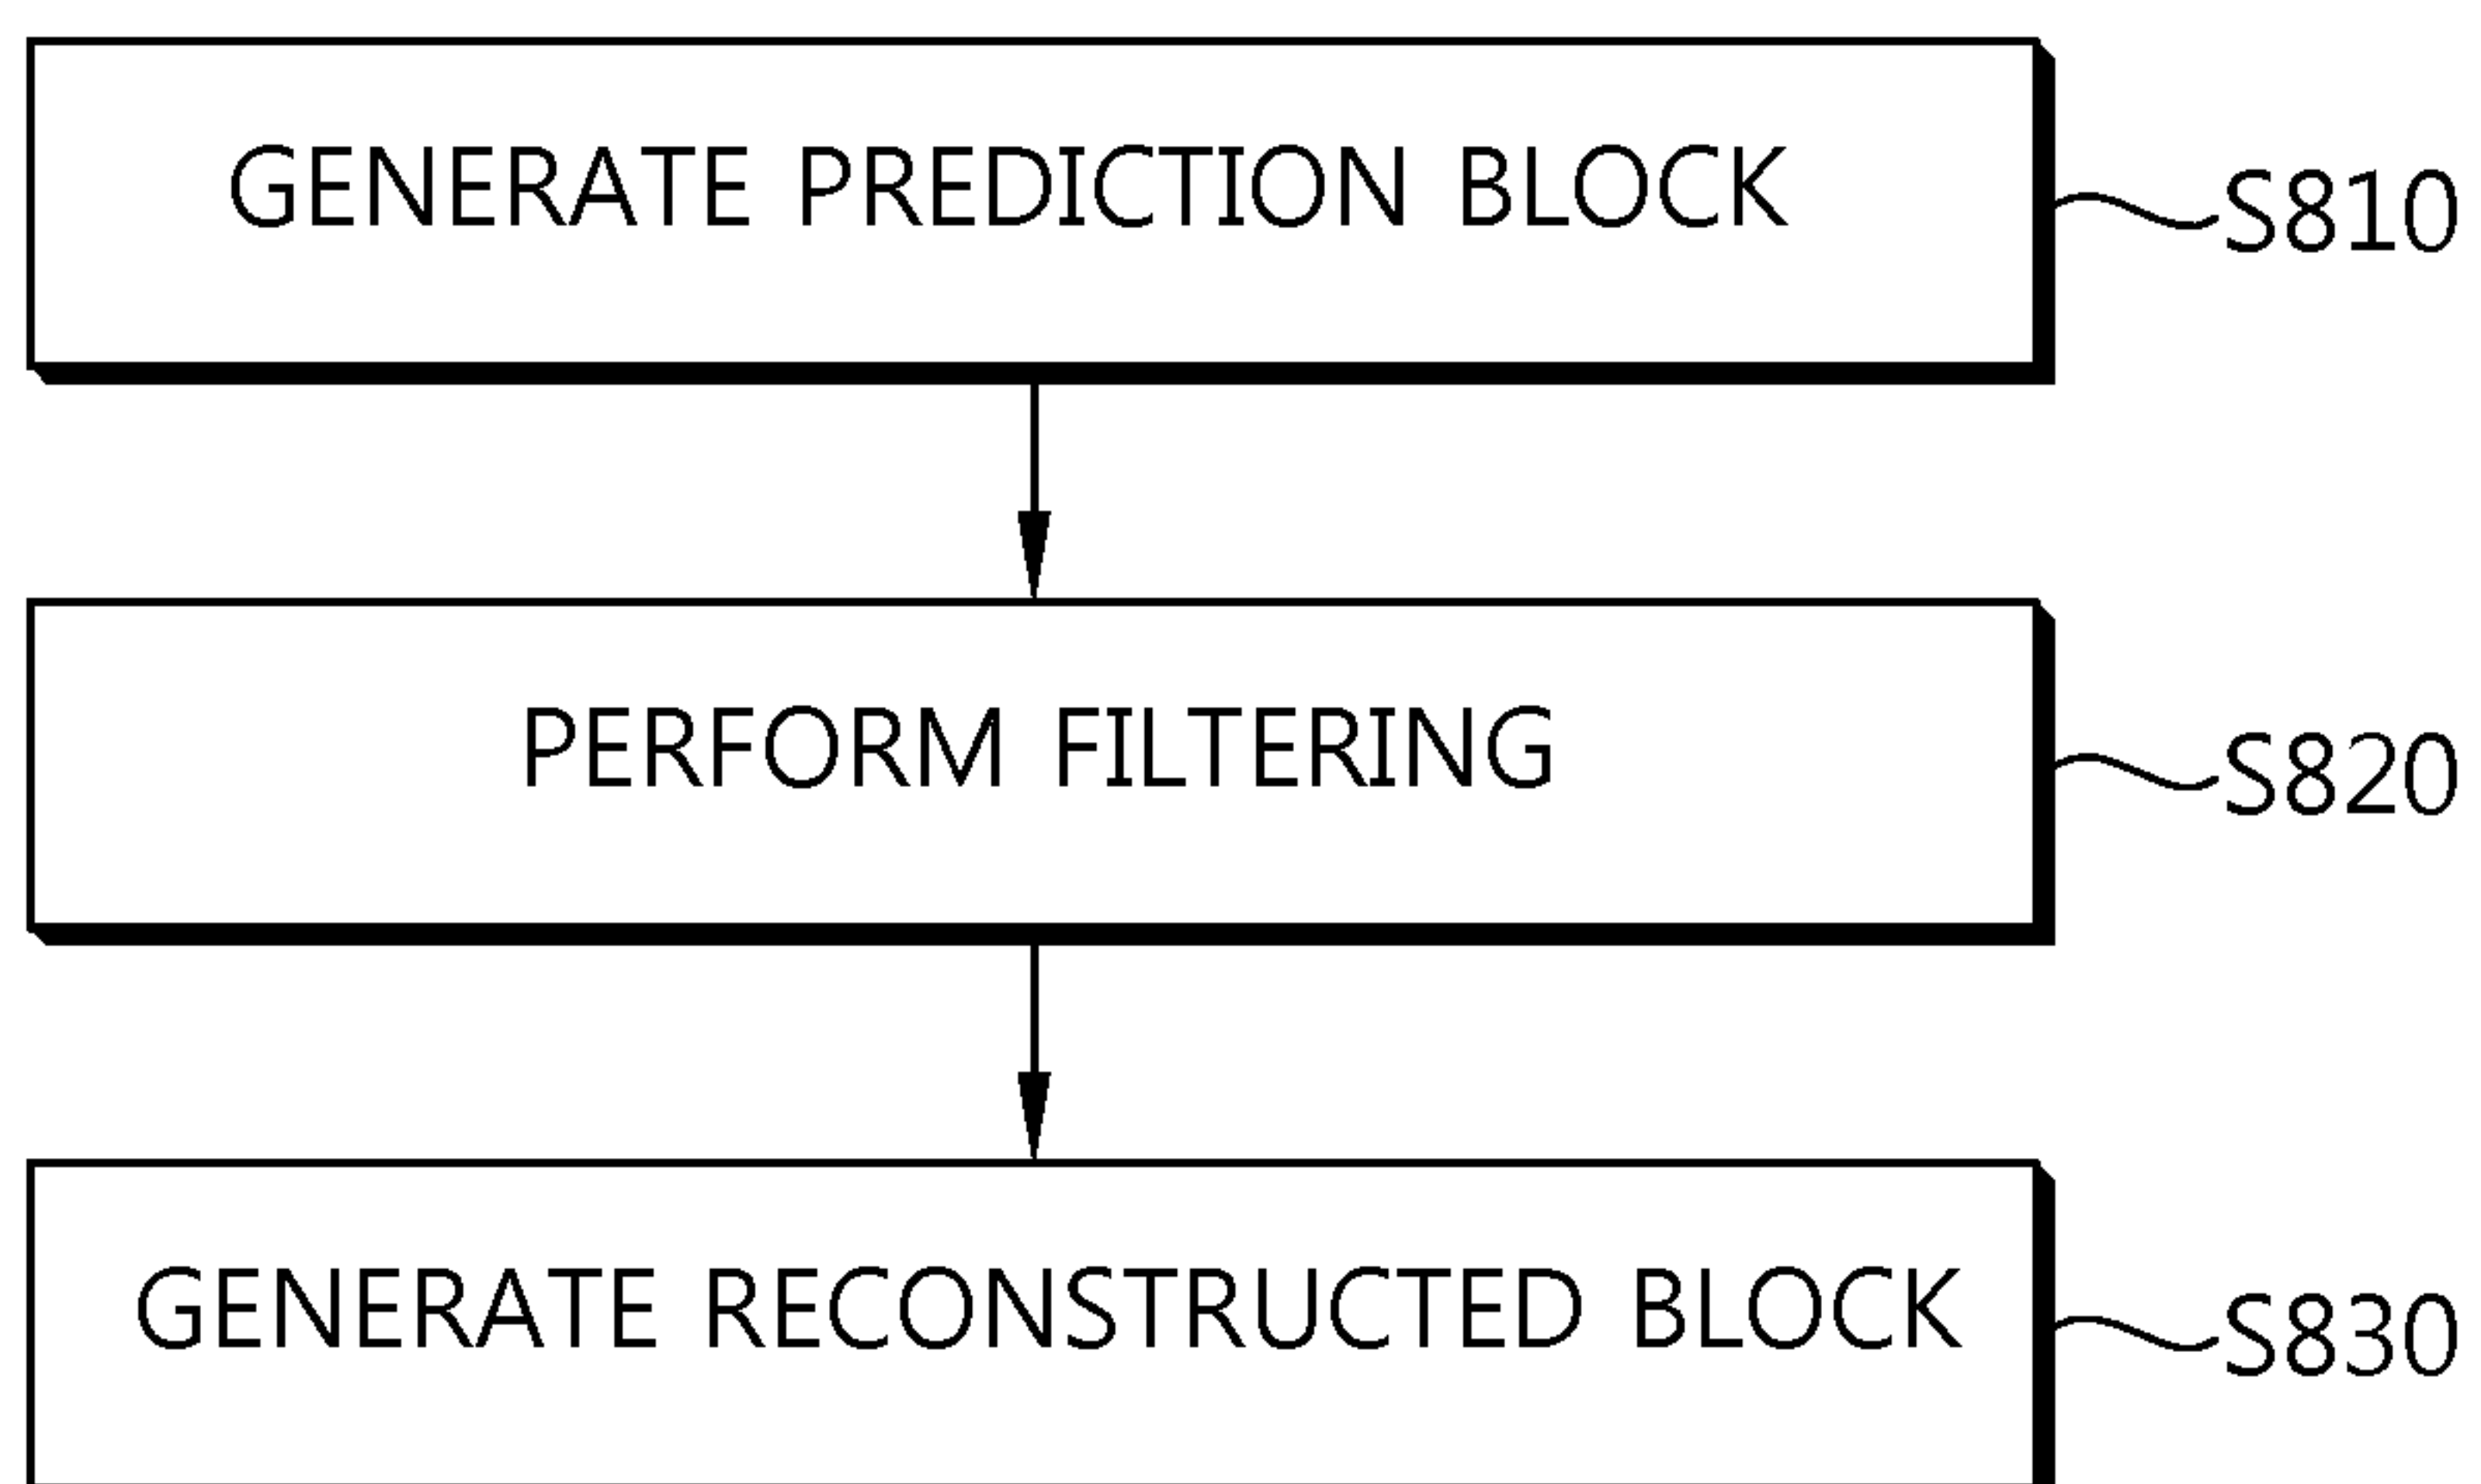 GENERATE PREDICTION BLOCK
S810
PERFORM FILTERING
S820
GENERATE RECONSTRUCTED BLOCK
S830